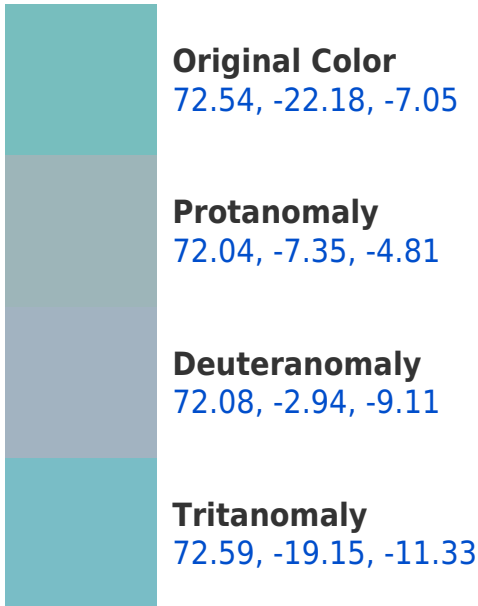 Original Color
72.54, -22.18, -7.05
Protanomaly
72.04, -7.35, -4.81
Deuteranomaly
72.08, -2.94, -9.11
Tritanomaly
72.59, -19.15, -11.33